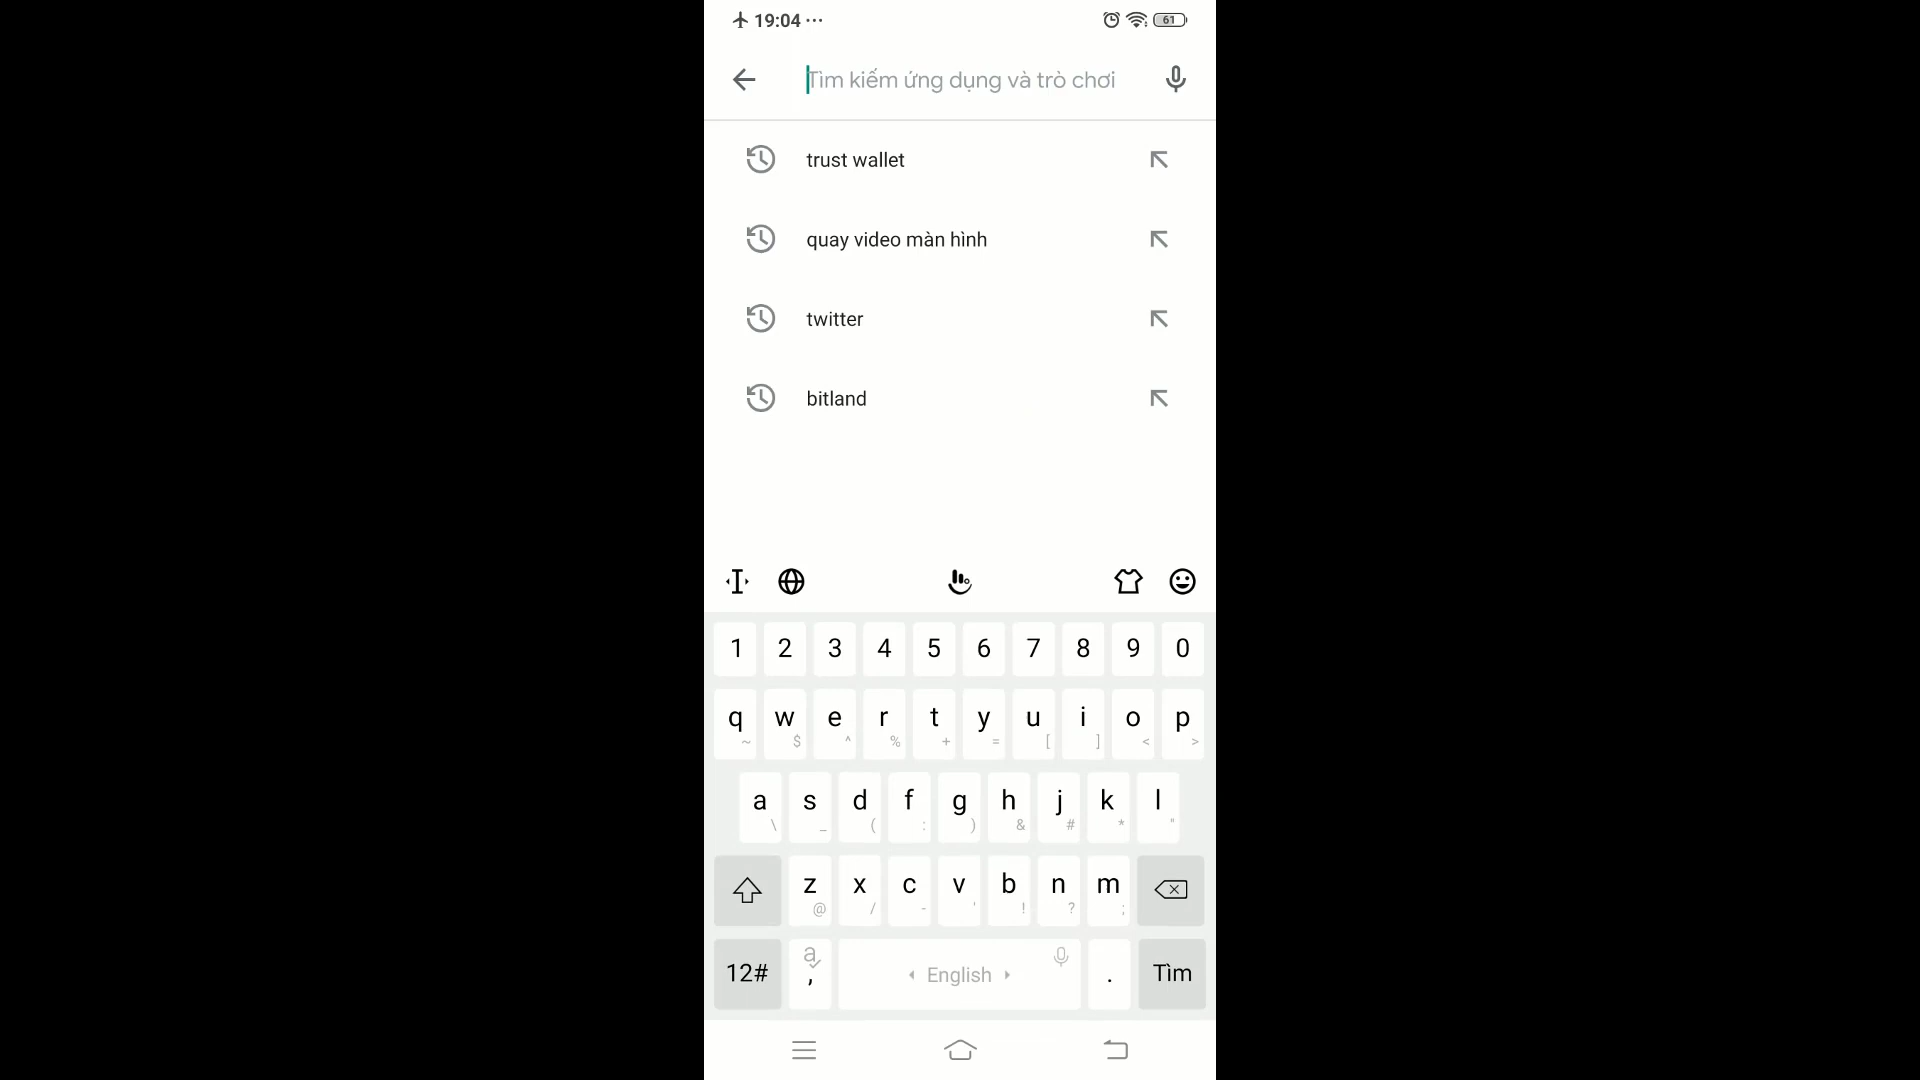 19:04 ...
61
Tìm kiếm ứng dụng và trò chơi
trust wallet
quay video màn hình
twitter
bitland
1 2 3 4 5 6 7 8 9 0
q w e r t y u i o p
~ $ ^ % + = [ ] < >
a s d f g h j k l
\ _ ( : ) & # * "
z x c v b n m
@ / - ' ! ? ;
12# a , English . Tìm